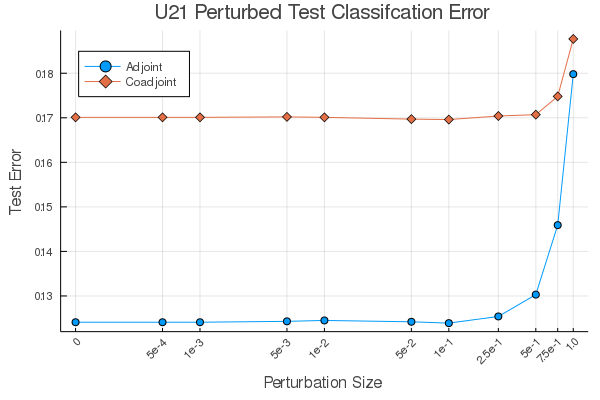 U21 Perturbed Test Classifcation Error
Adjoint
Coadjoint
018
017
016
015
014
013
Test Error
0
5e-4
1e-3
5e-3
1e-2
5e-2
1e-1
2.5e-1
5e-1
7.5e-1
1.0
Perturbation Size